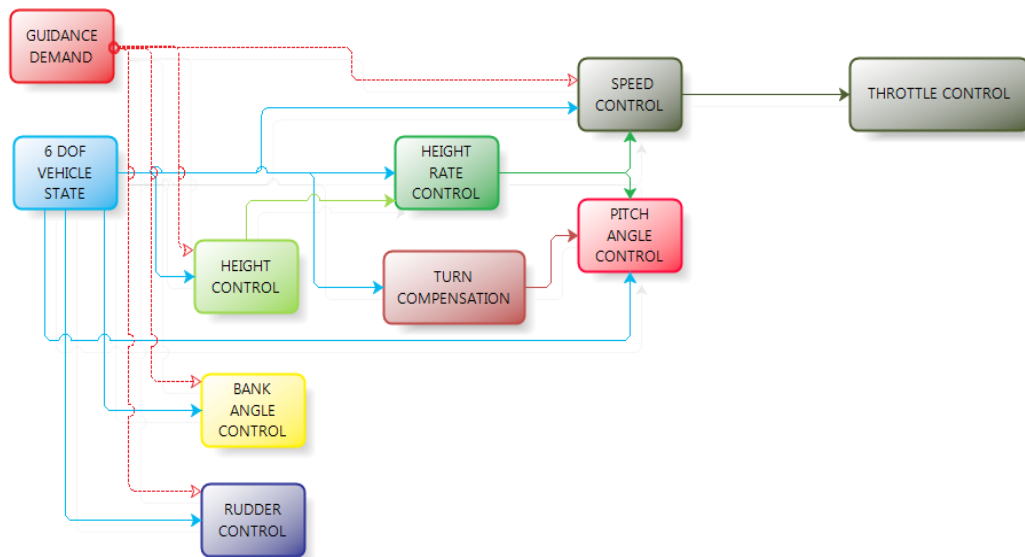 GUIDANCE
DEMAND
SPEED
CONTROL
THROTTLE CONTROL
6 DOF
VEHICLE
STATE
HEIGHT
RATE
CONTROL
PITCH
ANGLE
CONTROL
HEIGHT
CONTROL
TURN
COMPENSATION
BANK
ANGLE
CONTROL
RUDDER
CONTROL